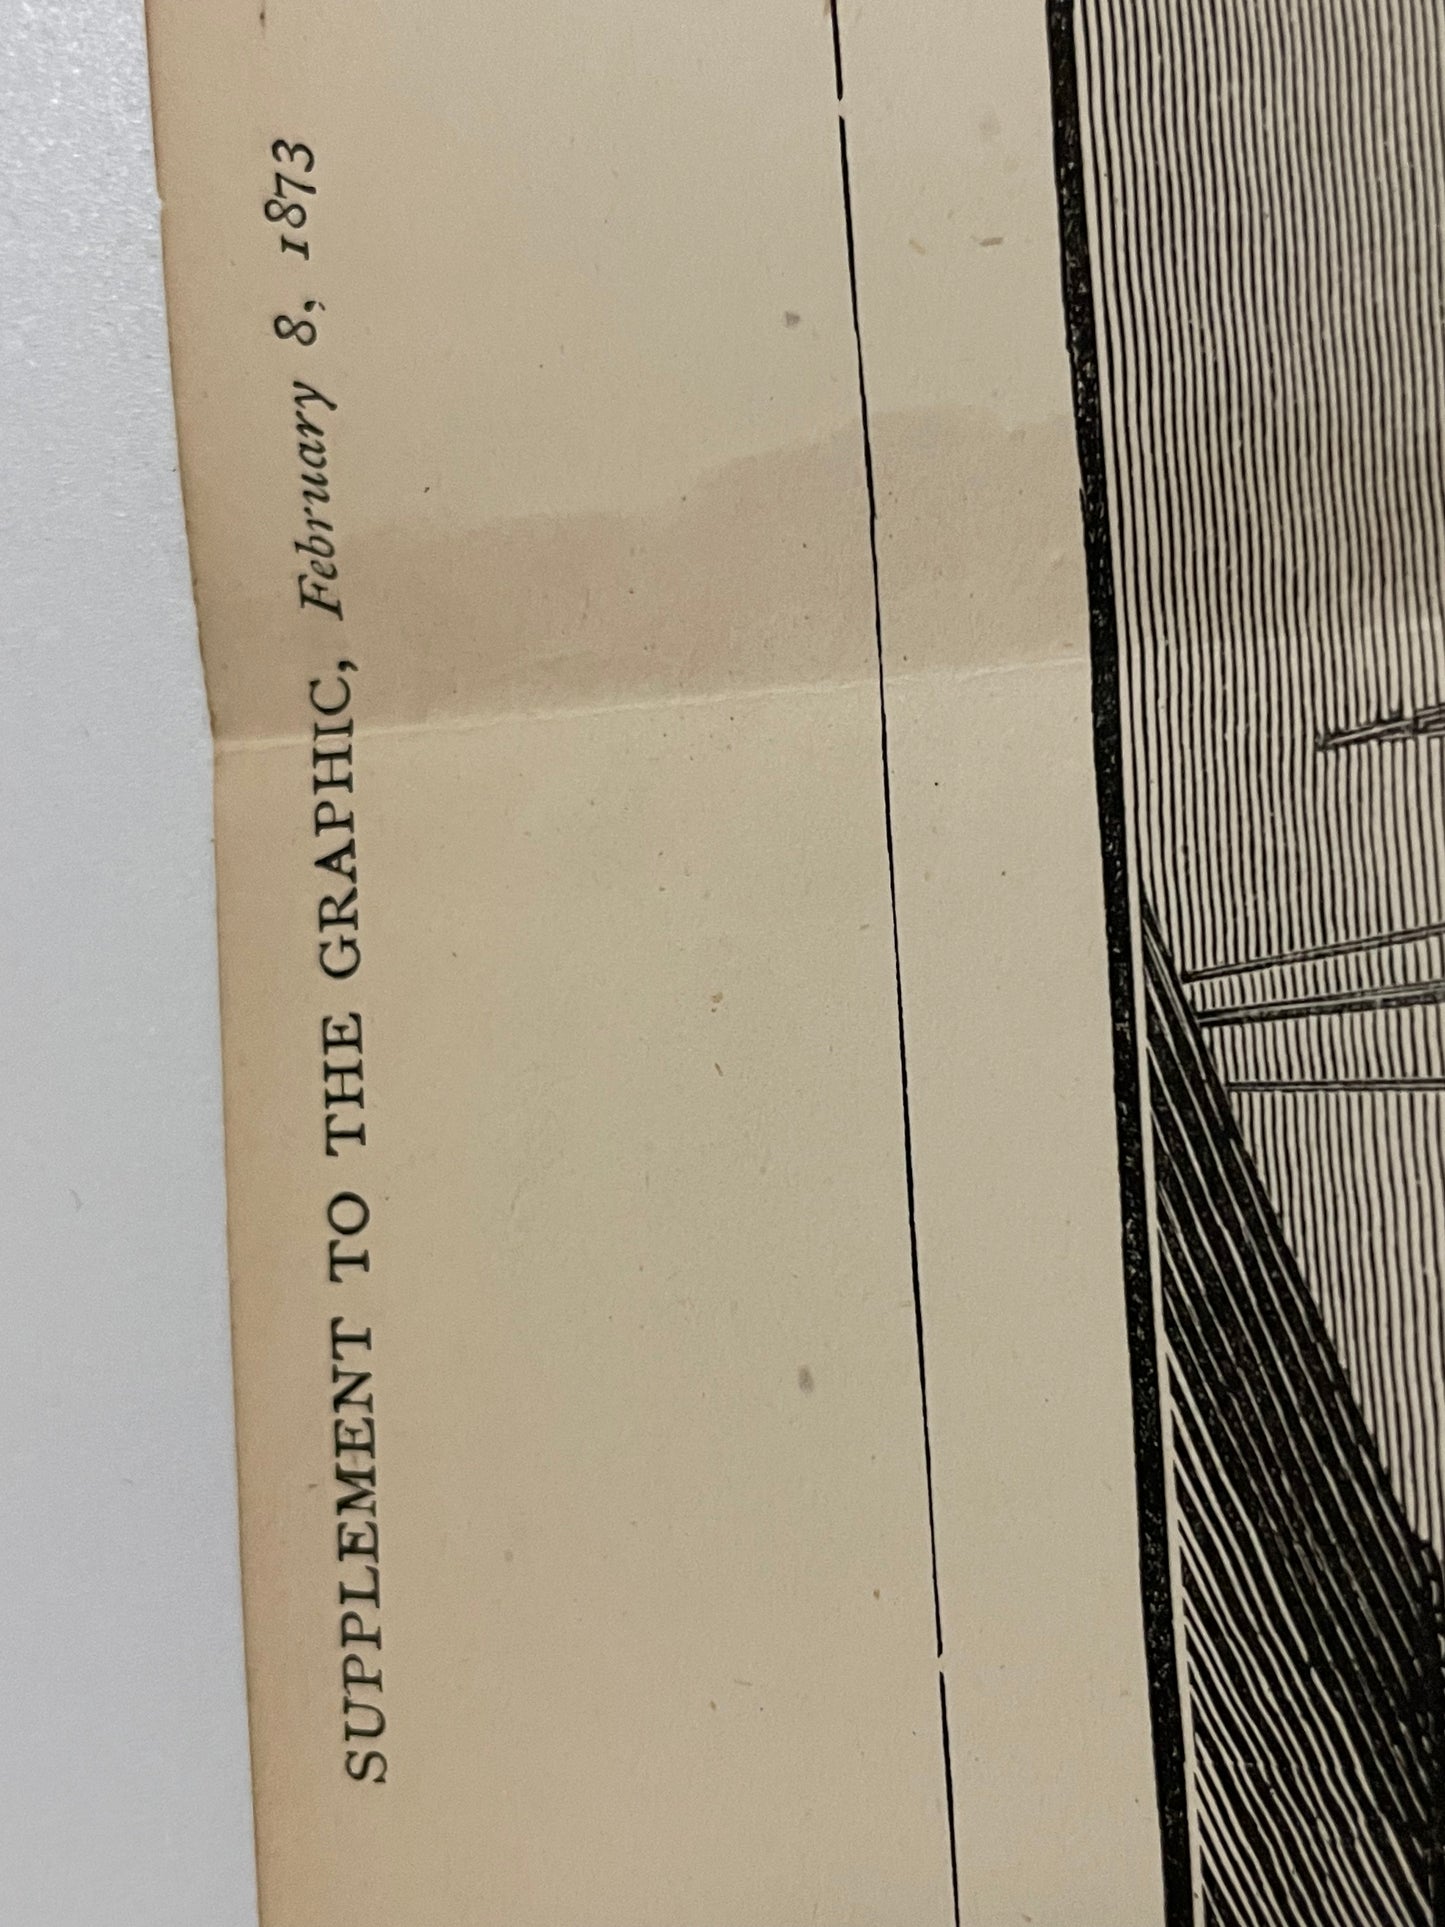 SUPPLEMENT TO THE GRAPHIC, February 8, 1873